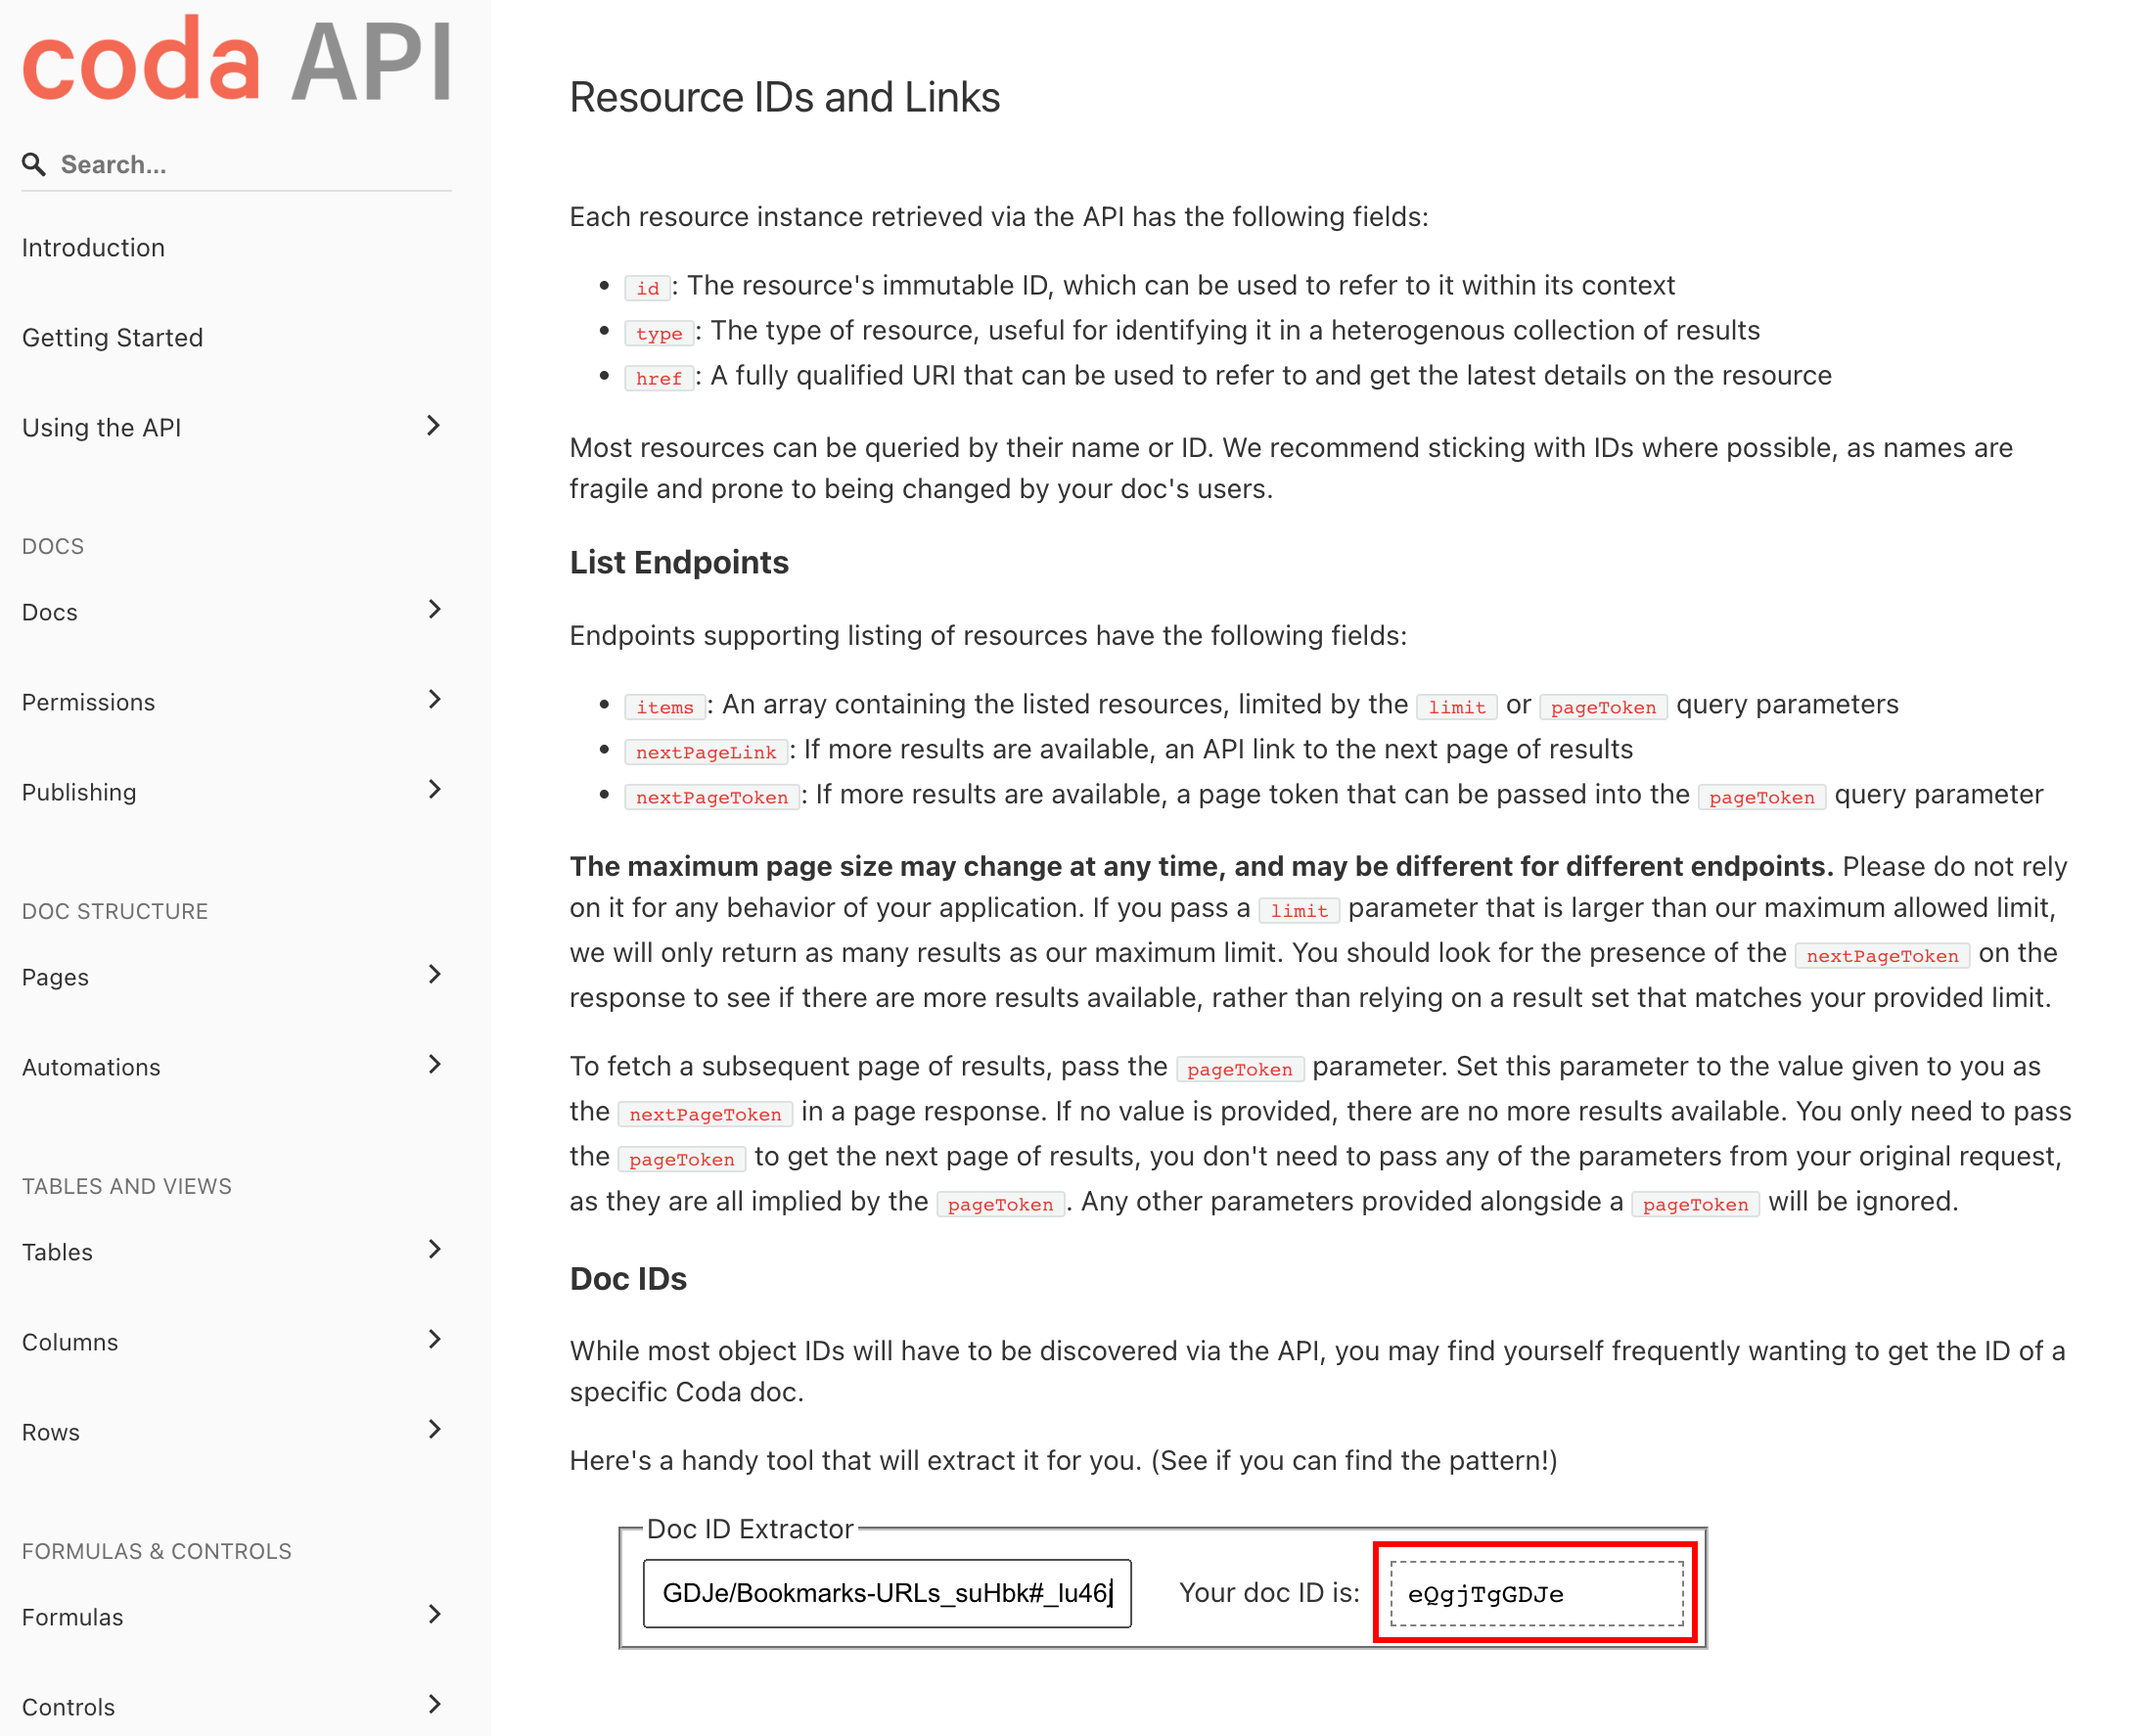 coda API
Search...
Introduction
Getting Started
Using the API
DOCS
Docs
Permissions
Publishing
DOC STRUCTURE
Pages
Automations
TABLES AND VIEWS
Tables
Columns
Rows
FORMULAS & CONTROLS
Formulas
Controls
Resource IDs and Links
Each resource instance retrieved via the API has the following fields:
id: The resource's immutable ID, which can be used to refer to it within its context
type: The type of resource, useful for identifying it in a heterogenous collection of results
href: A fully qualified URI that can be used to refer to and get the latest details on the resource
Most resources can be queried by their name or ID. We recommend sticking with IDs where possible, as names are
fragile and prone to being changed by your doc's users.
List Endpoints
Endpoints supporting listing of resources have the following fields:
items: An array containing the listed resources, limited by the limit or pageToken query parameters
nextPageLink: If more results are available, an API link to the next page of results
nextPageToken: If more results are available, a page token that can be passed into the pageToken query parameter
The maximum page size may change at any time, and may be different for different endpoints. Please do not rely
on it for any behavior of your application. If you pass a limit parameter that is larger than our maximum allowed limit,
we will only return as many results as our maximum limit. You should look for the presence of the nextPageToken on the
response to see if there are more results available, rather than relying on a result set that matches your provided limit.
To fetch a subsequent page of results, pass the pageToken parameter. Set this parameter to the value given to you as
the nextPageToken in a page response. If no value is provided, there are no more results available. You only need to pass
the pageToken to get the next page of results, you don't need to pass any of the parameters from your original request,
as they are all implied by the pageToken. Any other parameters provided alongside a pageToken will be ignored.
Doc IDs
While most object IDs will have to be discovered via the API, you may find yourself frequently wanting to get the ID of a
specific Coda doc.
Here's a handy tool that will extract it for you. (See if you can find the pattern!)
Doc ID Extractor
GDJe/Bookmarks-URLs_suHbk#_lu46j Your doc ID is: eQgjTgGDJe